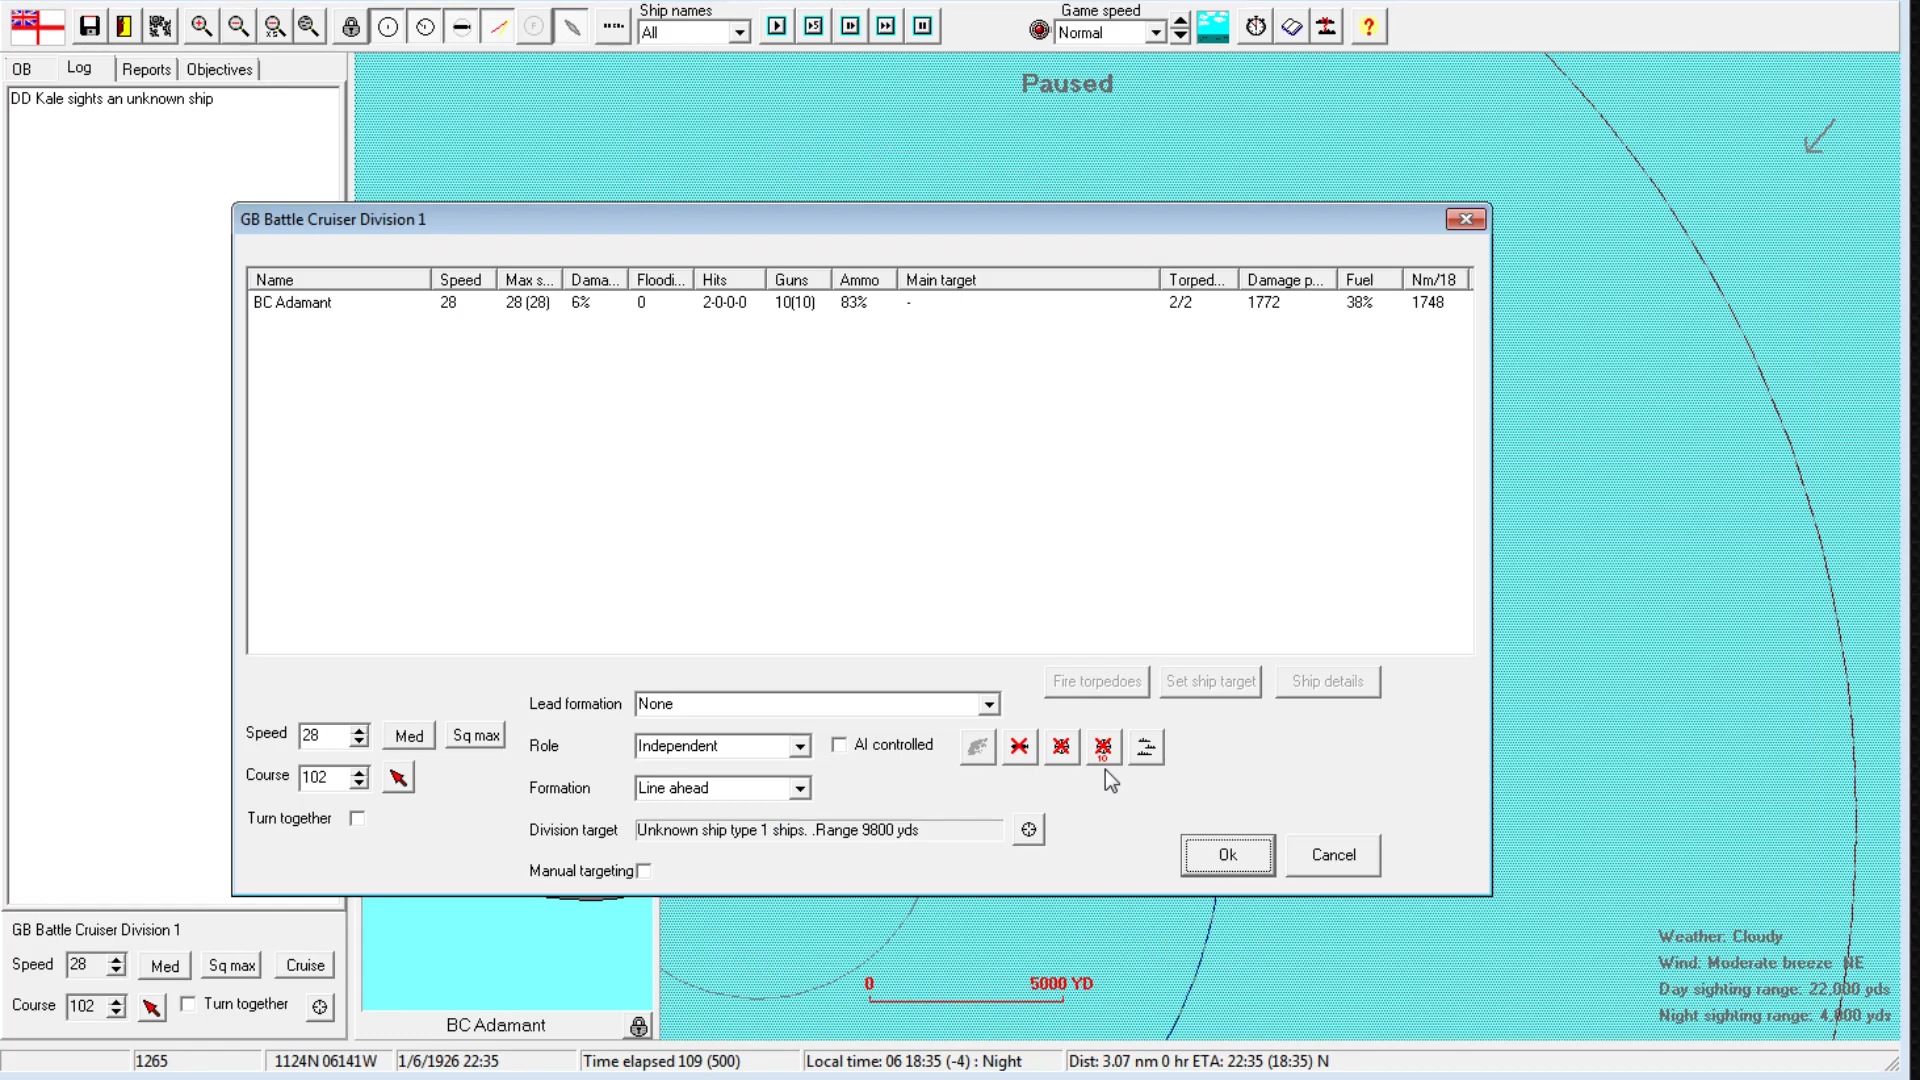 Ship names
All
Game speed
Normal
OB
Log
Reports
Objectives
DD Kale sights an unknown ship
Paused
GB Battle Cruiser Division 1
Name Speed Max s... Dama... Floodi... Hits Guns Ammo Main target Torped... Damage p... Fuel Nm/18
BC Adamant 28 28 (28) 6% 0 2-0-0-0 10(10) 83% - 2/2 1772 38% 1748
Fire torpedoes
Set ship target
Ship details
Lead formation None
Speed 28 Med Sq max
Role Independent
AI controlled
10
Course 102
Formation Line ahead
Turn together
Division target Unknown ship type 1 ships. .Range 9800 yds
Manual targeting
Ok
Cancel
GB Battle Cruiser Division 1
Speed 28 Med Sq max Cruise
Course 102 Turn together
BC Adamant
0 5000 YD
Weather: Cloudy
Wind: Moderate breeze NE
Day sighting range: 22,000 yds
Night sighting range: 4,000 yds
1265
1124N 06141W
1/6/1926 22:35
Time elapsed 109 (500)
Local time: 06 18:35 (-4) : Night
Dist: 3.07 nm 0 hr ETA: 22:35 (18:35) N